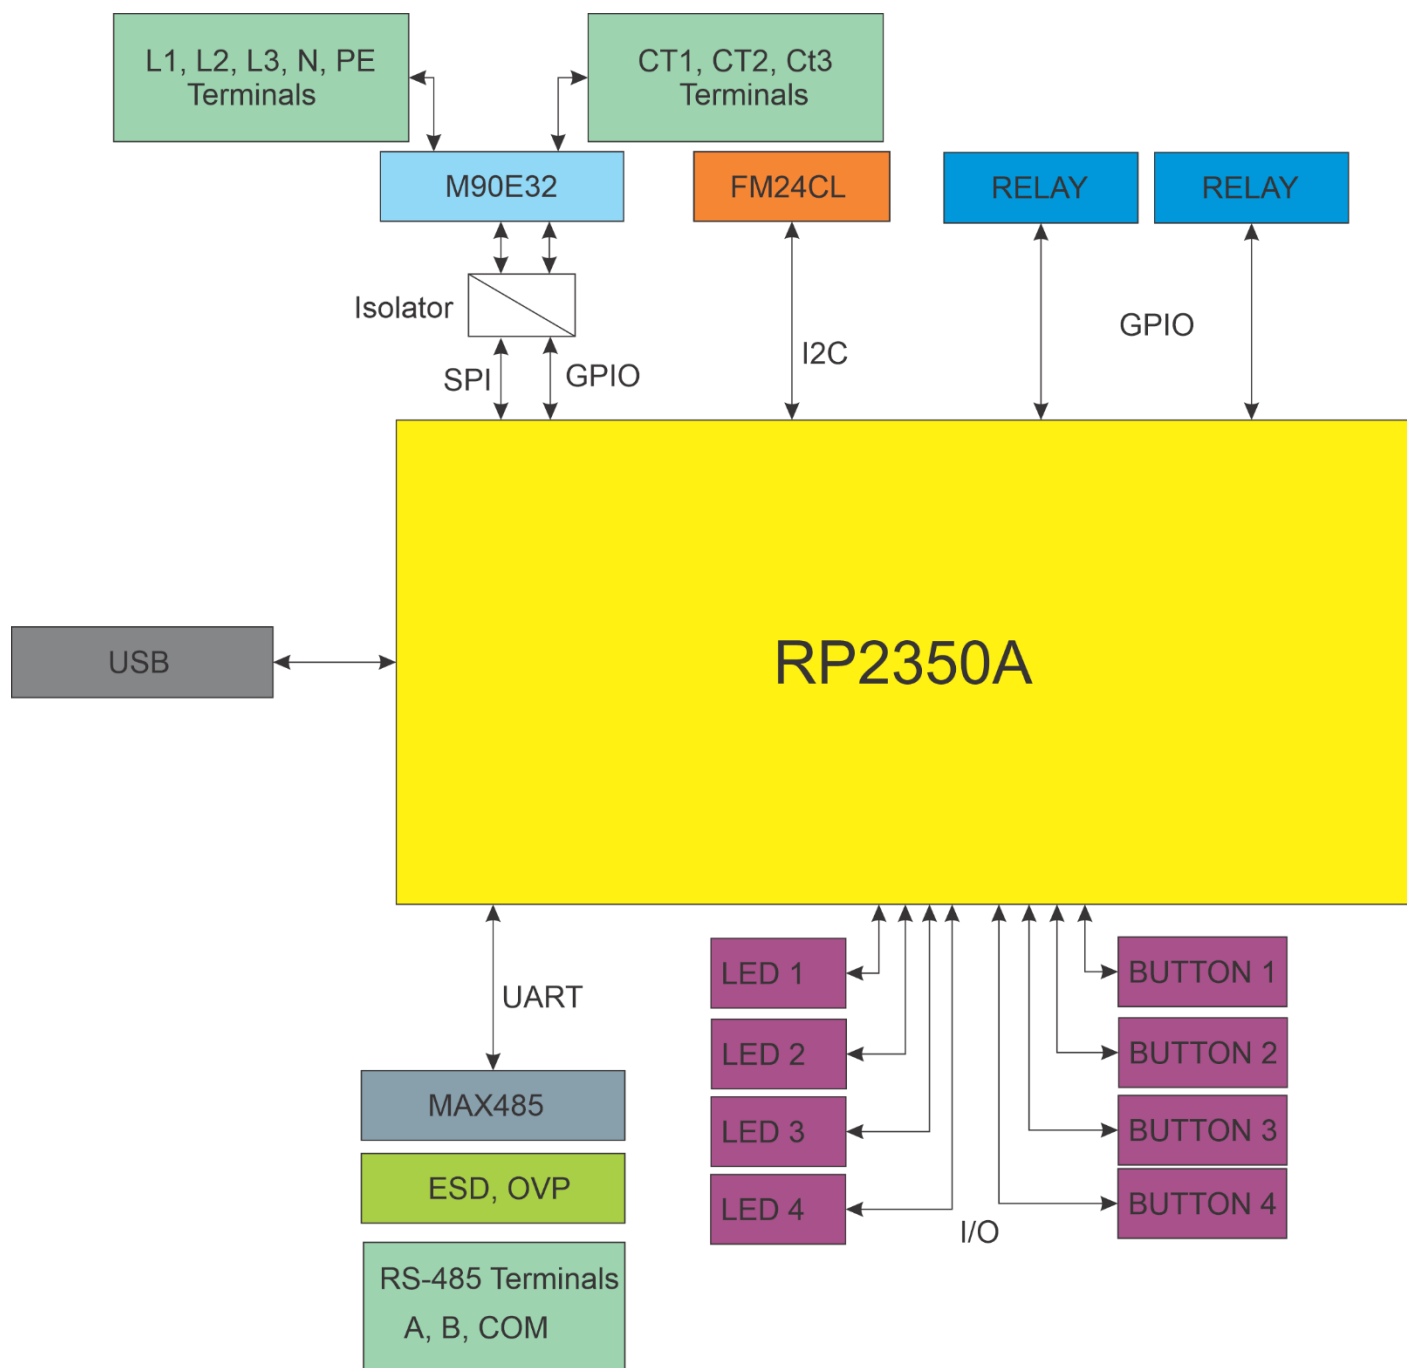 L1, L2, L3, N, PE
Terminals
CT1, CT2, Ct3
Terminals
M90E32
FM24CL
RELAY
RELAY
Isolator
SPI
GPIO
I2C
GPIO
USB
RP2350A
UART
MAX485
ESD, OVP
RS-485 Terminals
A, B, COM
LED 1
LED 2
LED 3
LED 4
I/O
BUTTON 1
BUTTON 2
BUTTON 3
BUTTON 4